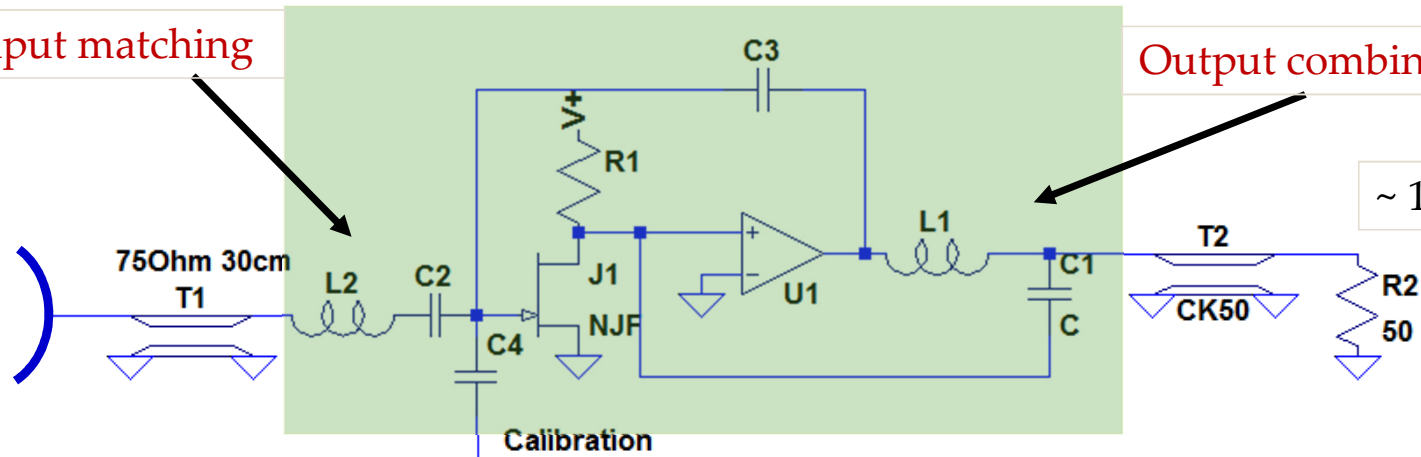 put matching
C3
Output combin
V+
R1
~ 1
75Ohm 30cm
L2
C2
L1
T2
T1
J1
C1
R2
U1
NJF
C4
C
CK50
50
+
−
Calibration